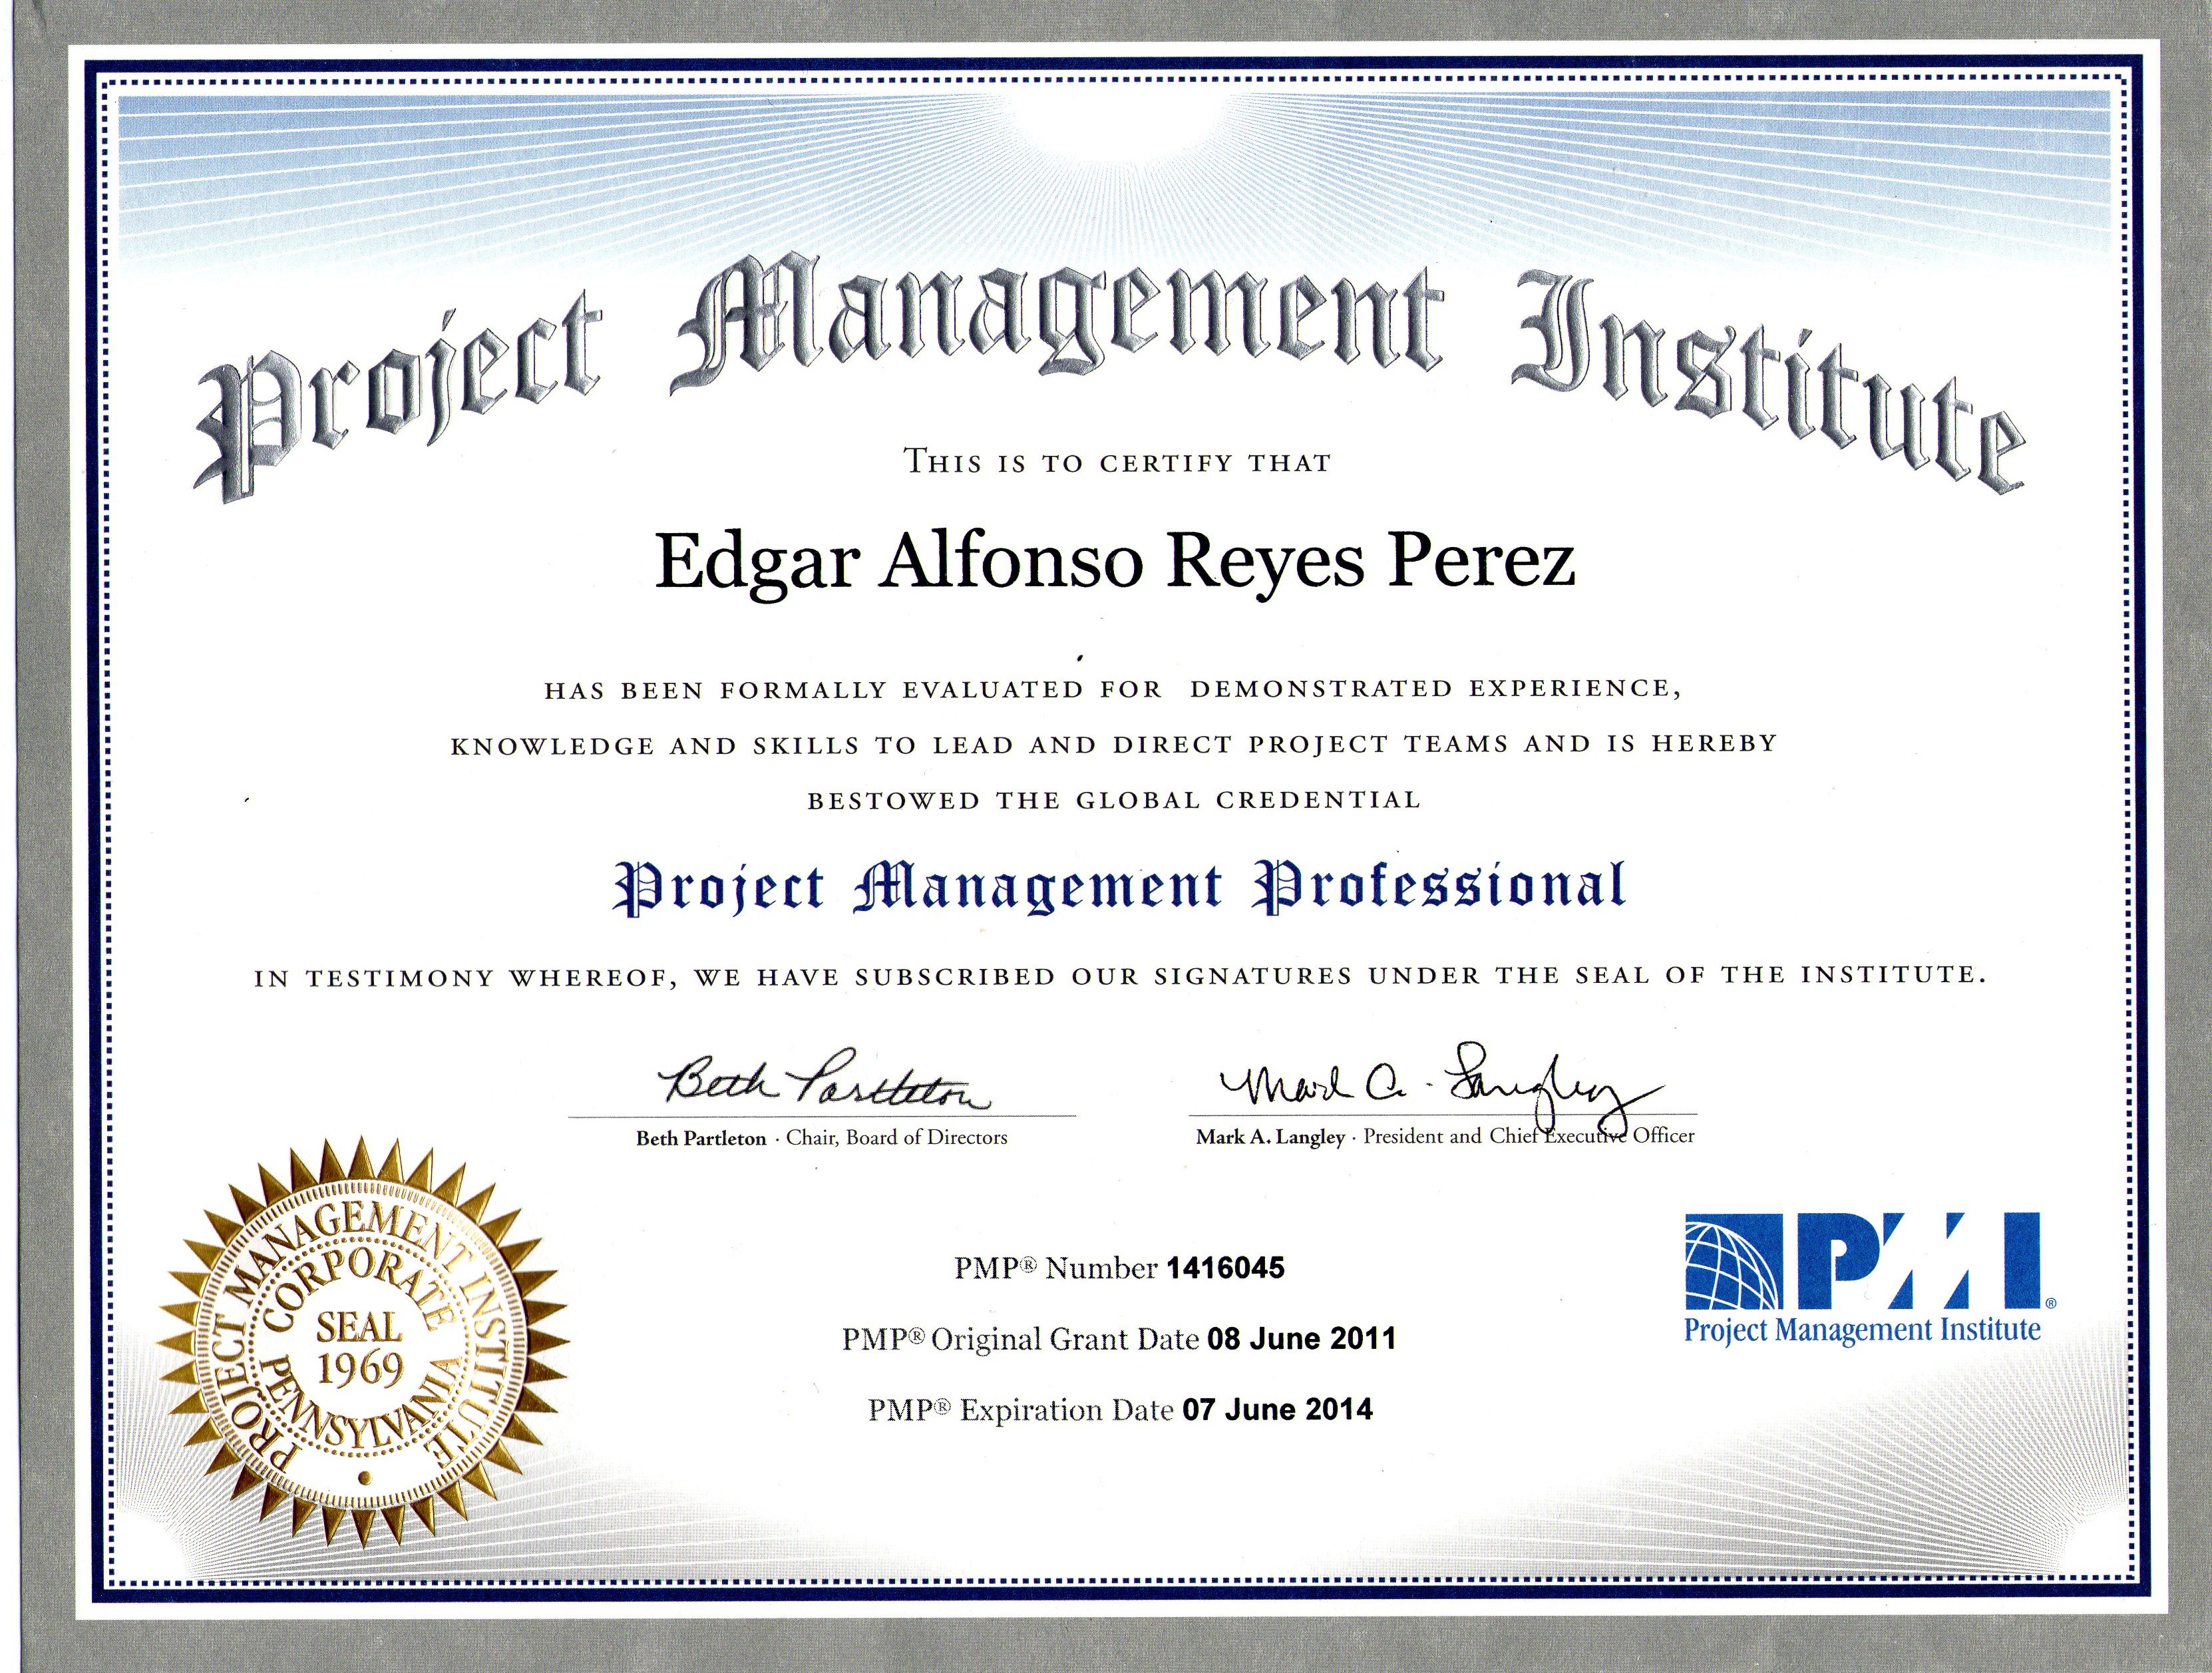 Project Management Institute
THIS IS TO CERTIFY THAT
Edgar Alfonso Reyes Perez
HAS BEEN FORMALLY EVALUATED FOR DEMONSTRATED EXPERIENCE,
KNOWLEDGE AND SKILLS TO LEAD AND DIRECT PROJECT TEAMS AND IS HEREBY
BESTOWED THE GLOBAL CREDENTIAL
Project Management Professional
IN TESTIMONY WHEREOF, WE HAVE SUBSCRIBED OUR SIGNATURES UNDER THE SEAL OF THE INSTITUTE.
Beth Partleton
Mark A. Langley
Beth Partleton · Chair, Board of Directors
Mark A. Langley · President and Chief Executive Officer
PROJECT MANAGEMENT INSTITUTE
CORPORATE
SEAL
1969
PENNSYLVANIA
PMP® Number 1416045
PMP® Original Grant Date 08 June 2011
PMP® Expiration Date 07 June 2014
PMI®
Project Management Institute